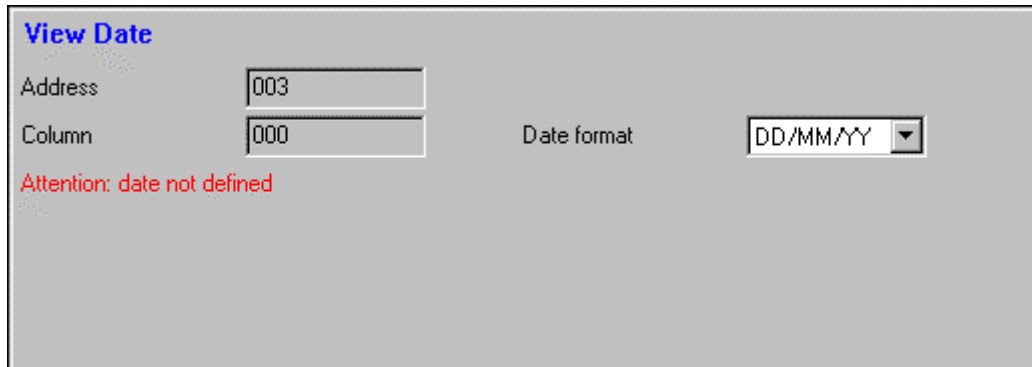 View Date
Address 003
Column 000 Date format DD/MM/YY
Attention: date not defined